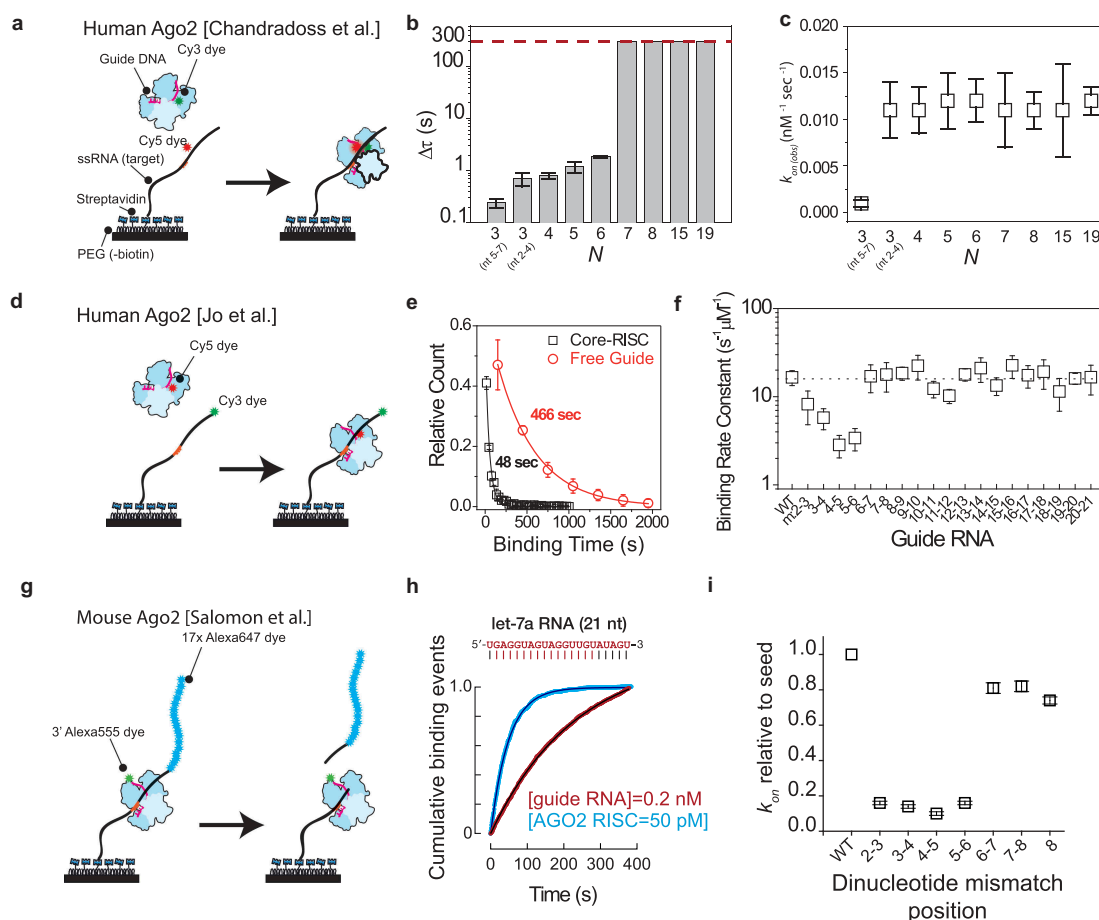 a
Human Ago2 [Chandradoss et al.]
Guide DNA
Cy3 dye
Cy5 dye
ssRNA (target)
Streptavidin
PEG (-biotin)
b
Δτ (s)
300
100
10
1
0.1
3 3 4 5 6 7 8 15 19
(nt 5-7) (nt 2-4)
N
c
kon(obs) (nM⁻¹ sec⁻¹)
0.020
0.015
0.010
0.005
0.000
3 3 4 5 6 7 8 15 19
(nt 5-7) (nt 2-4)
N
d
Human Ago2 [Jo et al.]
Cy5 dye
Cy3 dye
e
Relative Count
0.6
0.4
0.2
0.0
Core-RISC
Free Guide
466 sec
48 sec
0 500 1000 1500 2000
Binding Time (s)
f
Binding Rate Constant (s⁻¹μM⁻¹)
100
10
1
WT m2-3 3-4 4-5 5-6 6-7 7-8 8-9 9-10 10-11 11-12 12-13 13-14 14-15 15-16 16-17 17-18 18-19 19-20 20-21
Guide RNA
g
Mouse Ago2 [Salomon et al.]
17x Alexa647 dye
3' Alexa555 dye
h
let-7a RNA (21 nt)
5'-UGAGGUAGUAGGUUGUAUAGU-3
Cumulative binding events
1.0
0
[guide RNA]=0.2 nM
[AGO2 RISC=50 pM]
0 100 200 300 400
Time (s)
i
kon relative to seed
1.0
0.8
0.6
0.4
0.2
0.0
WT 2-3 3-4 4-5 5-6 6-7 7-8 8
Dinucleotide mismatch
position